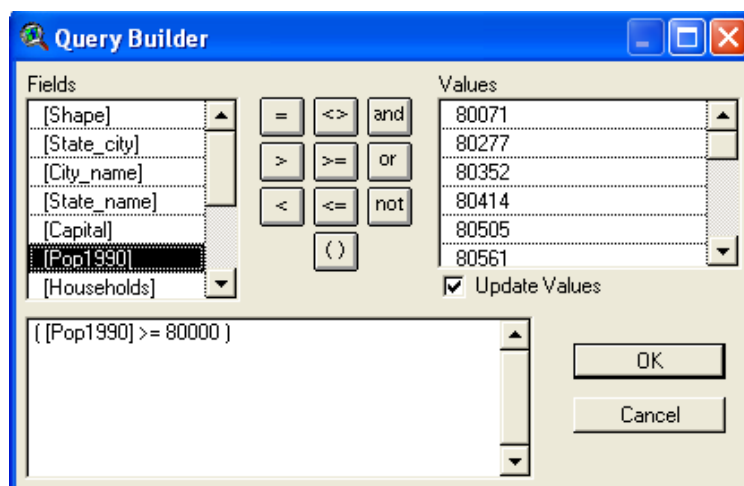 Query Builder
Fields
Values
[Shape]
[State_city]
[City_name]
[State_name]
[Capital]
[Pop1990]
[Households]
= <> and
> >= or
< <= not
( )
80071
80277
80352
80414
80505
80561
Update Values
( [Pop1990] >= 80000 )
OK
Cancel